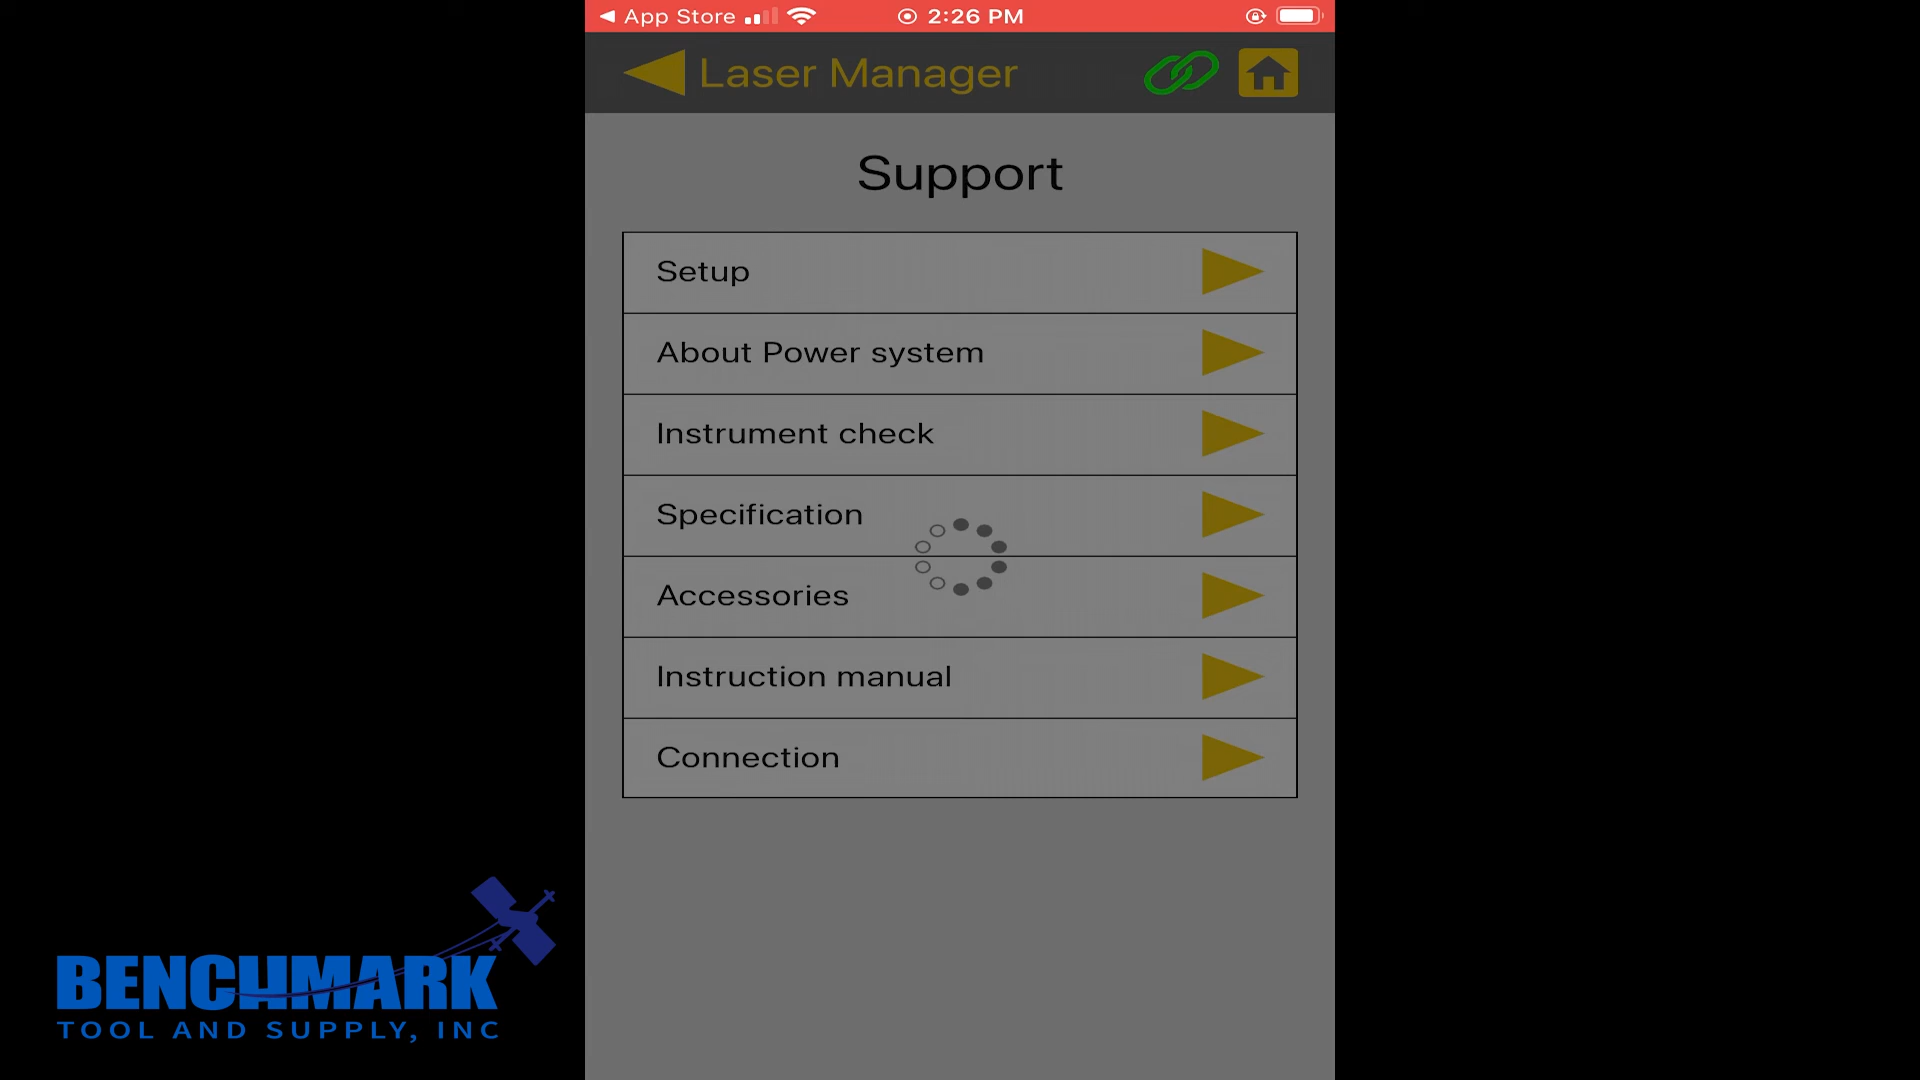 App Store
2:26 PM
Laser Manager
Support
Setup
About Power system
Instrument check
Specification
Accessories
Instruction manual
Connection
BENCHMARK
TOOL AND SUPPLY, INC